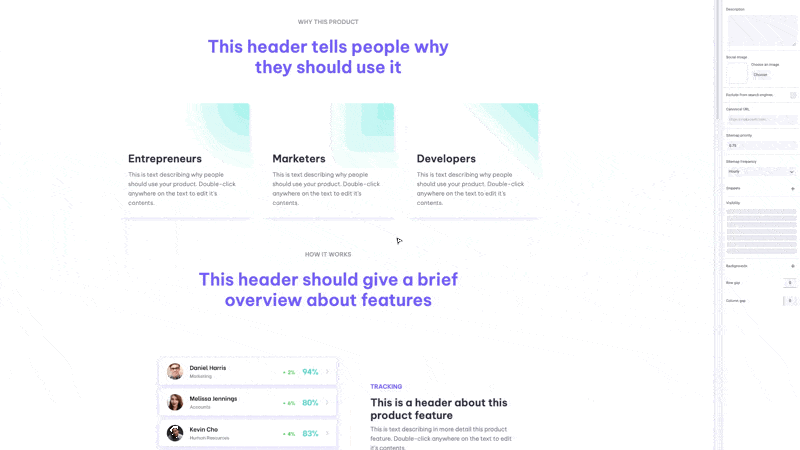 WHY THIS PRODUCT
This header tells people why
they should use it
Entrepreneurs
This is text describing why people
should use your product. Double-click
anywhere on the text to edit it's
contents.
Marketers
This is text describing why people
should use your product. Double-click
anywhere on the text to edit it's
contents.
Developers
This is text describing why people
should use your product. Double-click
anywhere on the text to edit it's
contents.
HOW IT WORKS
This header should give a brief
overview about features
Daniel Harris
Marketing
+ 2%
94%
Melissa Jennings
Accounts
+ 6%
80%
Kevin Cho
Human Resources
+ 4%
83%
TRACKING
This is a header about this
product feature
This is text describing in more detail this product
feature. Double-click anywhere on the text to edit
it's contents.
Description
Social image
Choose an image
Choose
Exclude from search engines
Canonical URL
Sitemap priority
Sitemap frequency
Hourly
Visibility
Backgrounds
Row gap
Column gap